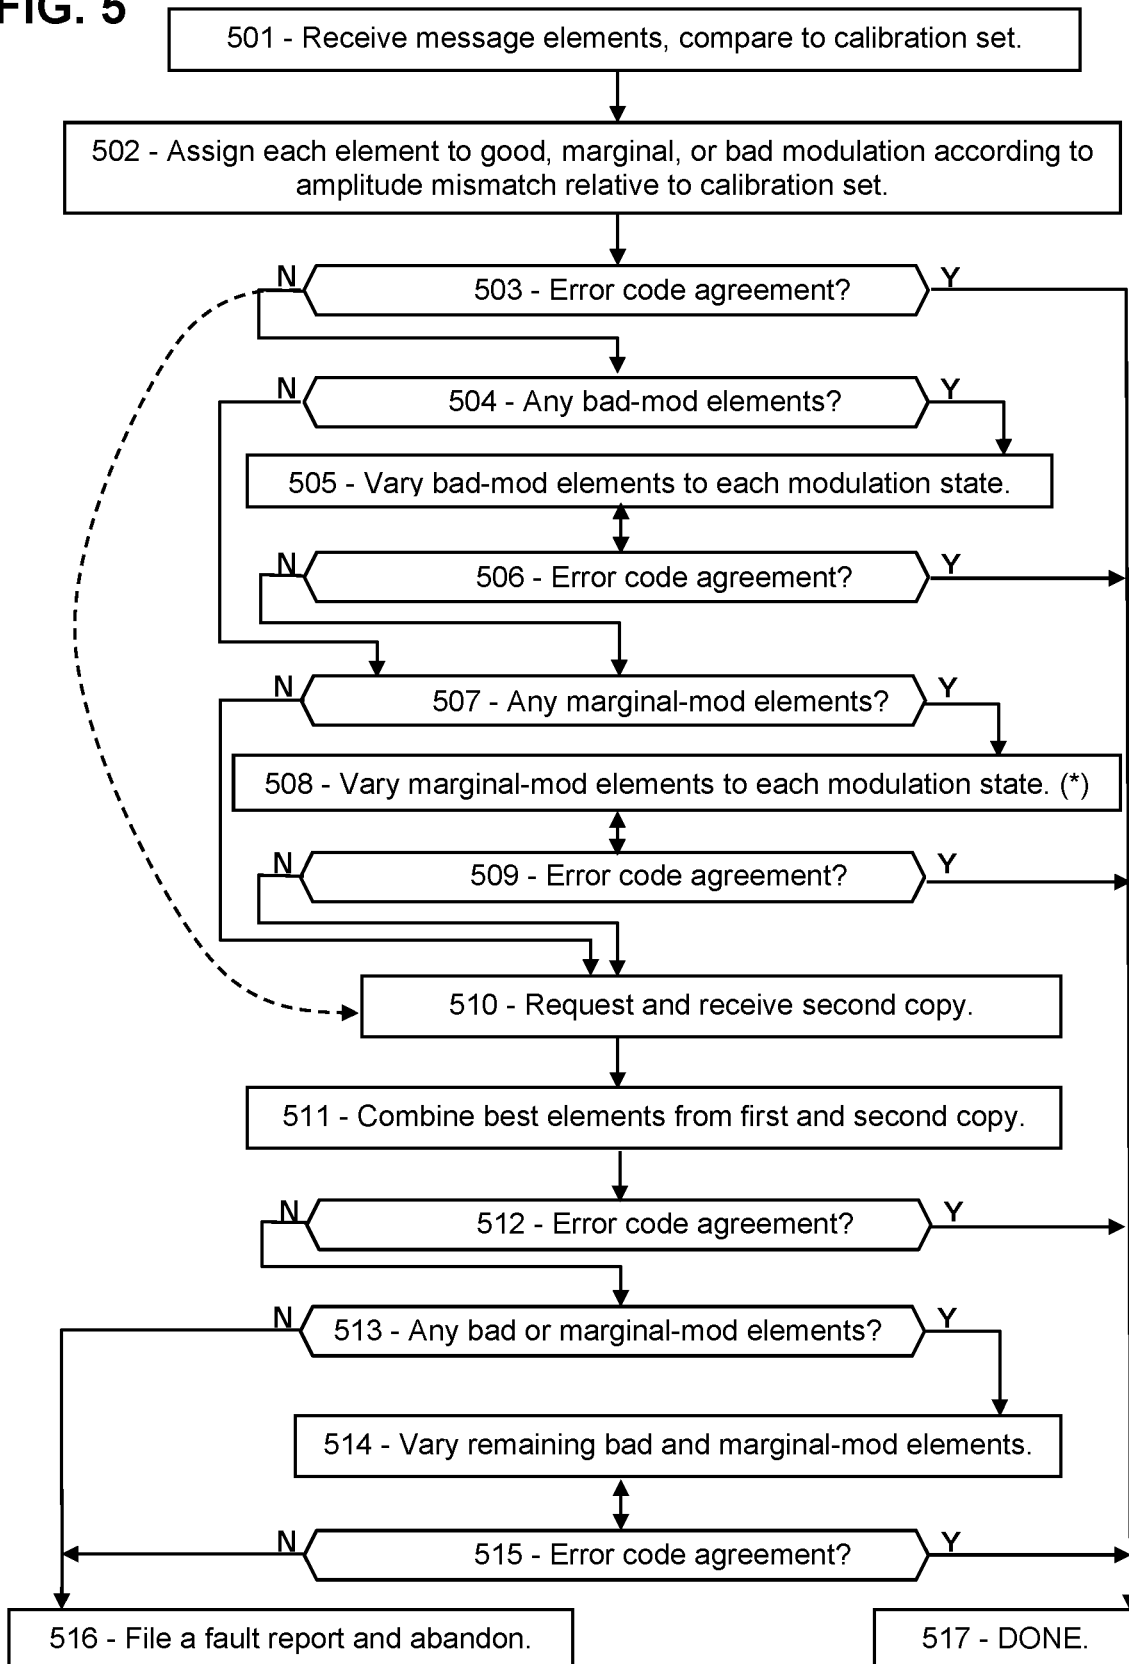 FIG. 5
501 - Receive message elements, compare to calibration set.
502 - Assign each element to good, marginal, or bad modulation according to
amplitude mismatch relative to calibration set.
N
503 - Error code agreement?
Y
N
504 - Any bad-mod elements?
Y
505 - Vary bad-mod elements to each modulation state.
N
506 - Error code agreement?
Y
N
507 - Any marginal-mod elements?
Y
508 - Vary marginal-mod elements to each modulation state. (*)
N
509 - Error code agreement?
Y
510 - Request and receive second copy.
511 - Combine best elements from first and second copy.
N
512 - Error code agreement?
Y
N
513 - Any bad or marginal-mod elements?
Y
514 - Vary remaining bad and marginal-mod elements.
N
515 - Error code agreement?
Y
516 - File a fault report and abandon.
517 - DONE.